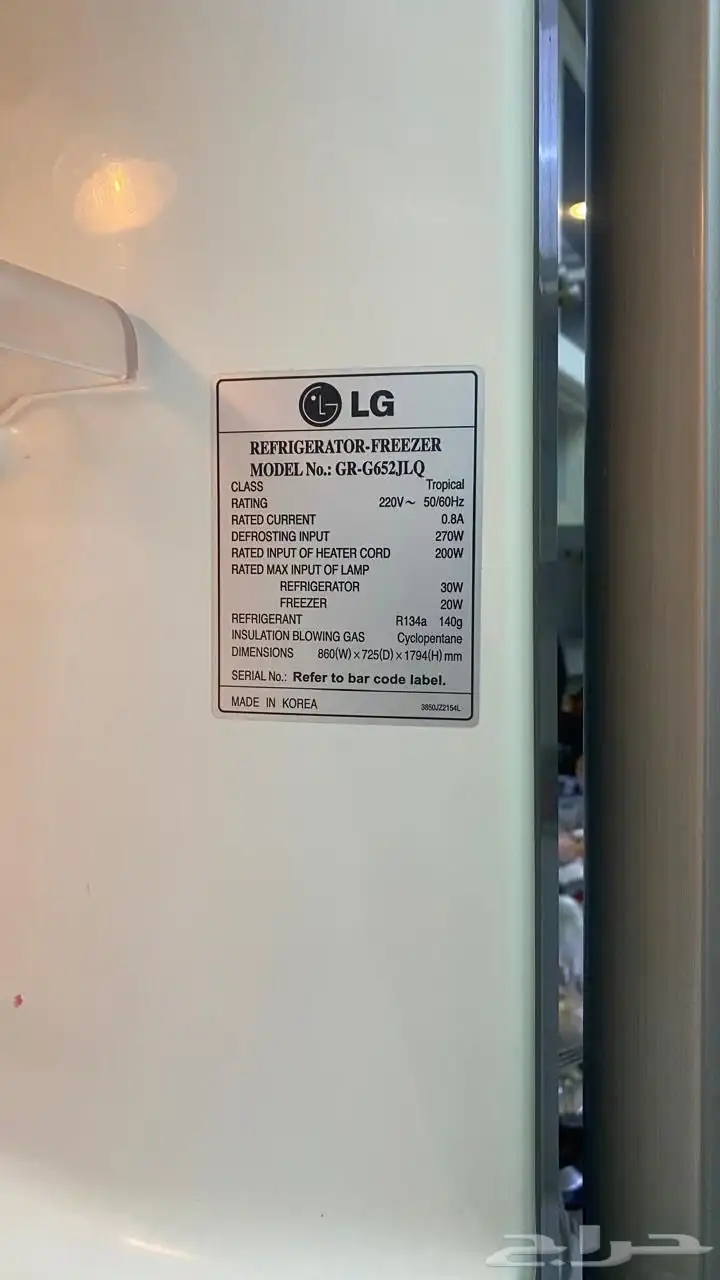 LG
REFRIGERATOR-FREEZER
MODEL No.: GR-G652JLQ
CLASS Tropical
RATING 220V～ 50/60Hz
RATED CURRENT 0.8A
DEFROSTING INPUT 270W
RATED INPUT OF HEATER CORD 200W
RATED MAX INPUT OF LAMP
REFRIGERATOR 30W
FREEZER 20W
REFRIGERANT R134a 140g
INSULATION BLOWING GAS Cyclopentane
DIMENSIONS 860(W)×725(D)×1794(H) mm
SERIAL No.: Refer to bar code label.
MADE IN KOREA 3850JZ2154L
حراج